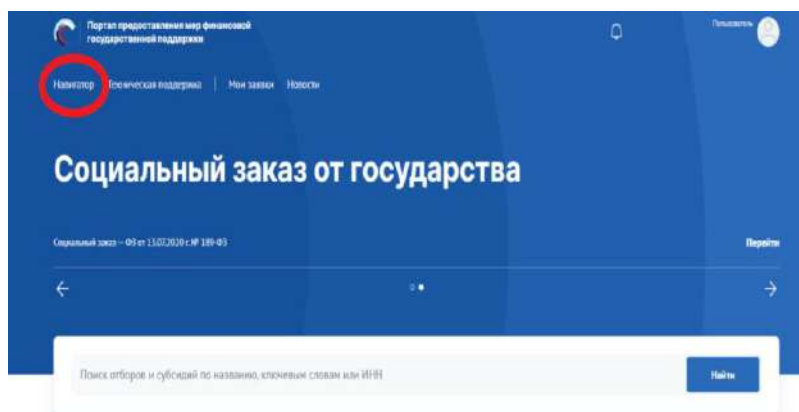 Портал предоставления мер финансовой
государственной поддержки
Пользователь
Навигатор Техническая поддержка | Мои заявки Новости
Социальный заказ от государства
Социальный заказ – ФЗ от 13.07.2020 г. № 189-ФЗ
Перейти
Поиск отборов и субсидий по названию, ключевым словам или ИНН
Найти